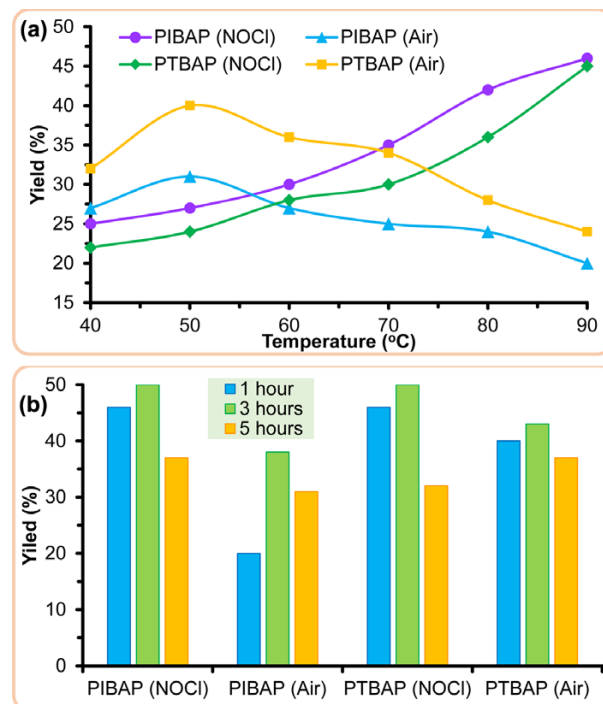 (a)
PIBAP (NOCl) PIBAP (Air)
PTBAP (NOCl) PTBAP (Air)
Yield (%)
50
45
40
35
30
25
20
15
40 50 60 70 80 90
Temperature (oC)
(b)
1 hour
3 hours
5 hours
Yiled (%)
50
40
30
20
10
0
PIBAP (NOCl) PIBAP (Air) PTBAP (NOCl) PTBAP (Air)